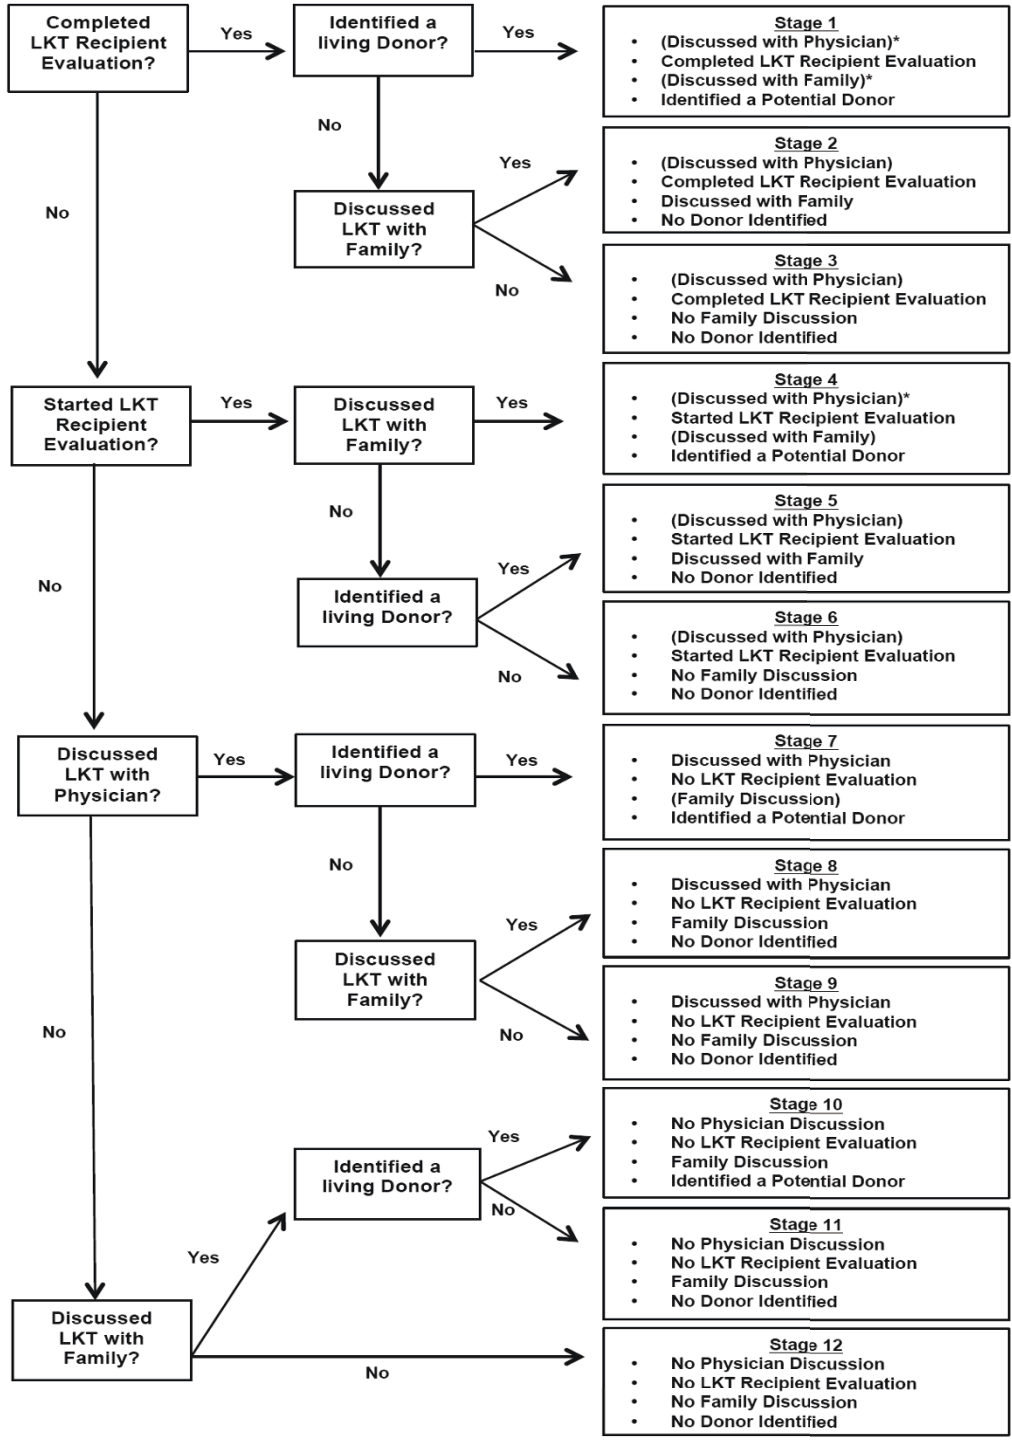 Completed
LKT Recipient
Evaluation?
Yes
Identified a
living Donor?
Yes
Stage 1
• (Discussed with Physician)*
• Completed LKT Recipient Evaluation
• (Discussed with Family)*
• Identified a Potential Donor
No
No
Discussed
LKT with
Family?
Yes
No
Stage 2
• (Discussed with Physician)
• Completed LKT Recipient Evaluation
• Discussed with Family
• No Donor Identified
Stage 3
• (Discussed with Physician)
• Completed LKT Recipient Evaluation
• No Family Discussion
• No Donor Identified
Started LKT
Recipient
Evaluation?
Yes
Discussed
LKT with
Family?
Yes
Stage 4
• (Discussed with Physician)*
• Started LKT Recipient Evaluation
• (Discussed with Family)
• Identified a Potential Donor
No
No
Identified a
living Donor?
Yes
No
Stage 5
• (Discussed with Physician)
• Started LKT Recipient Evaluation
• Discussed with Family
• No Donor Identified
Stage 6
• (Discussed with Physician)
• Started LKT Recipient Evaluation
• No Family Discussion
• No Donor Identified
Discussed
LKT with
Physician?
Yes
Identified a
living Donor?
Yes
Stage 7
• Discussed with Physician
• No LKT Recipient Evaluation
• (Family Discussion)
• Identified a Potential Donor
No
No
Discussed
LKT with
Family?
Yes
No
Stage 8
• Discussed with Physician
• No LKT Recipient Evaluation
• Family Discussion
• No Donor Identified
Stage 9
• Discussed with Physician
• No LKT Recipient Evaluation
• No Family Discussion
• No Donor Identified
Discussed
LKT with
Family?
Yes
Identified a
living Donor?
Yes
No
Stage 10
• No Physician Discussion
• No LKT Recipient Evaluation
• Family Discussion
• Identified a Potential Donor
Stage 11
• No Physician Discussion
• No LKT Recipient Evaluation
• Family Discussion
• No Donor Identified
No
Stage 12
• No Physician Discussion
• No LKT Recipient Evaluation
• No Family Discussion
• No Donor Identified